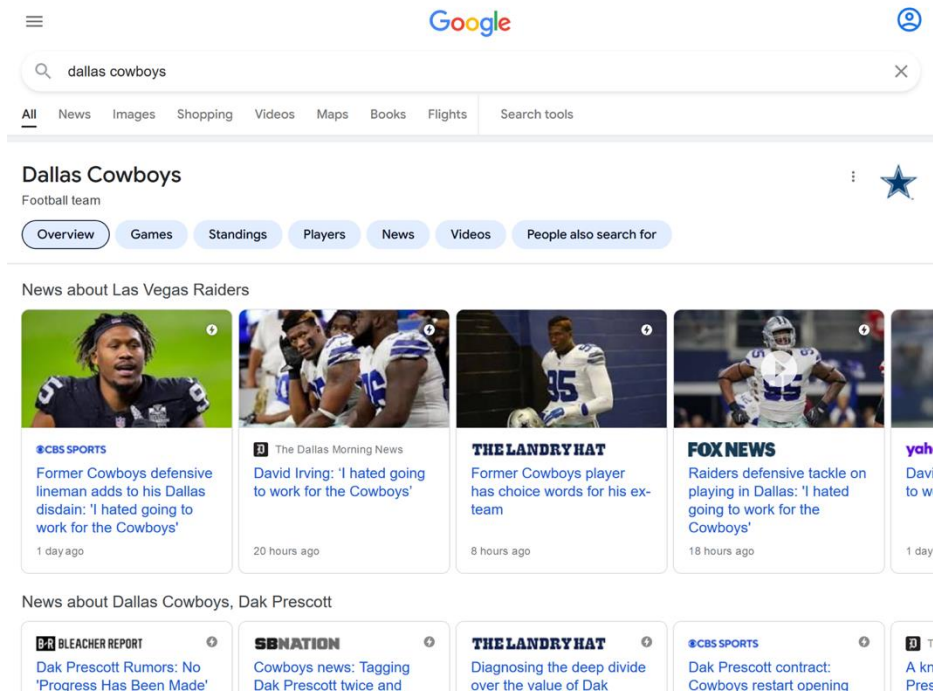 Google
dallas cowboys
All News Images Shopping Videos Maps Books Flights Search tools
Dallas Cowboys
Football team
Overview Games Standings Players News Videos People also search for
News about Las Vegas Raiders
CBS SPORTS
Former Cowboys defensive
lineman adds to his Dallas
disdain: 'I hated going to
work for the Cowboys'
1 day ago
The Dallas Morning News
David Irving: ‘I hated going
to work for the Cowboys’
20 hours ago
THE LANDRY HAT
Former Cowboys player
has choice words for his ex-
team
8 hours ago
FOX NEWS
Raiders defensive tackle on
playing in Dallas: 'I hated
going to work for the
Cowboys'
18 hours ago
yah
Davi
to w
1 day
News about Dallas Cowboys, Dak Prescott
B/R BLEACHER REPORT
Dak Prescott Rumors: No
'Progress Has Been Made'
SBNATION
Cowboys news: Tagging
Dak Prescott twice and
THE LANDRY HAT
Diagnosing the deep divide
over the value of Dak
CBS SPORTS
Dak Prescott contract:
Cowboys restart opening
A kn
Pres